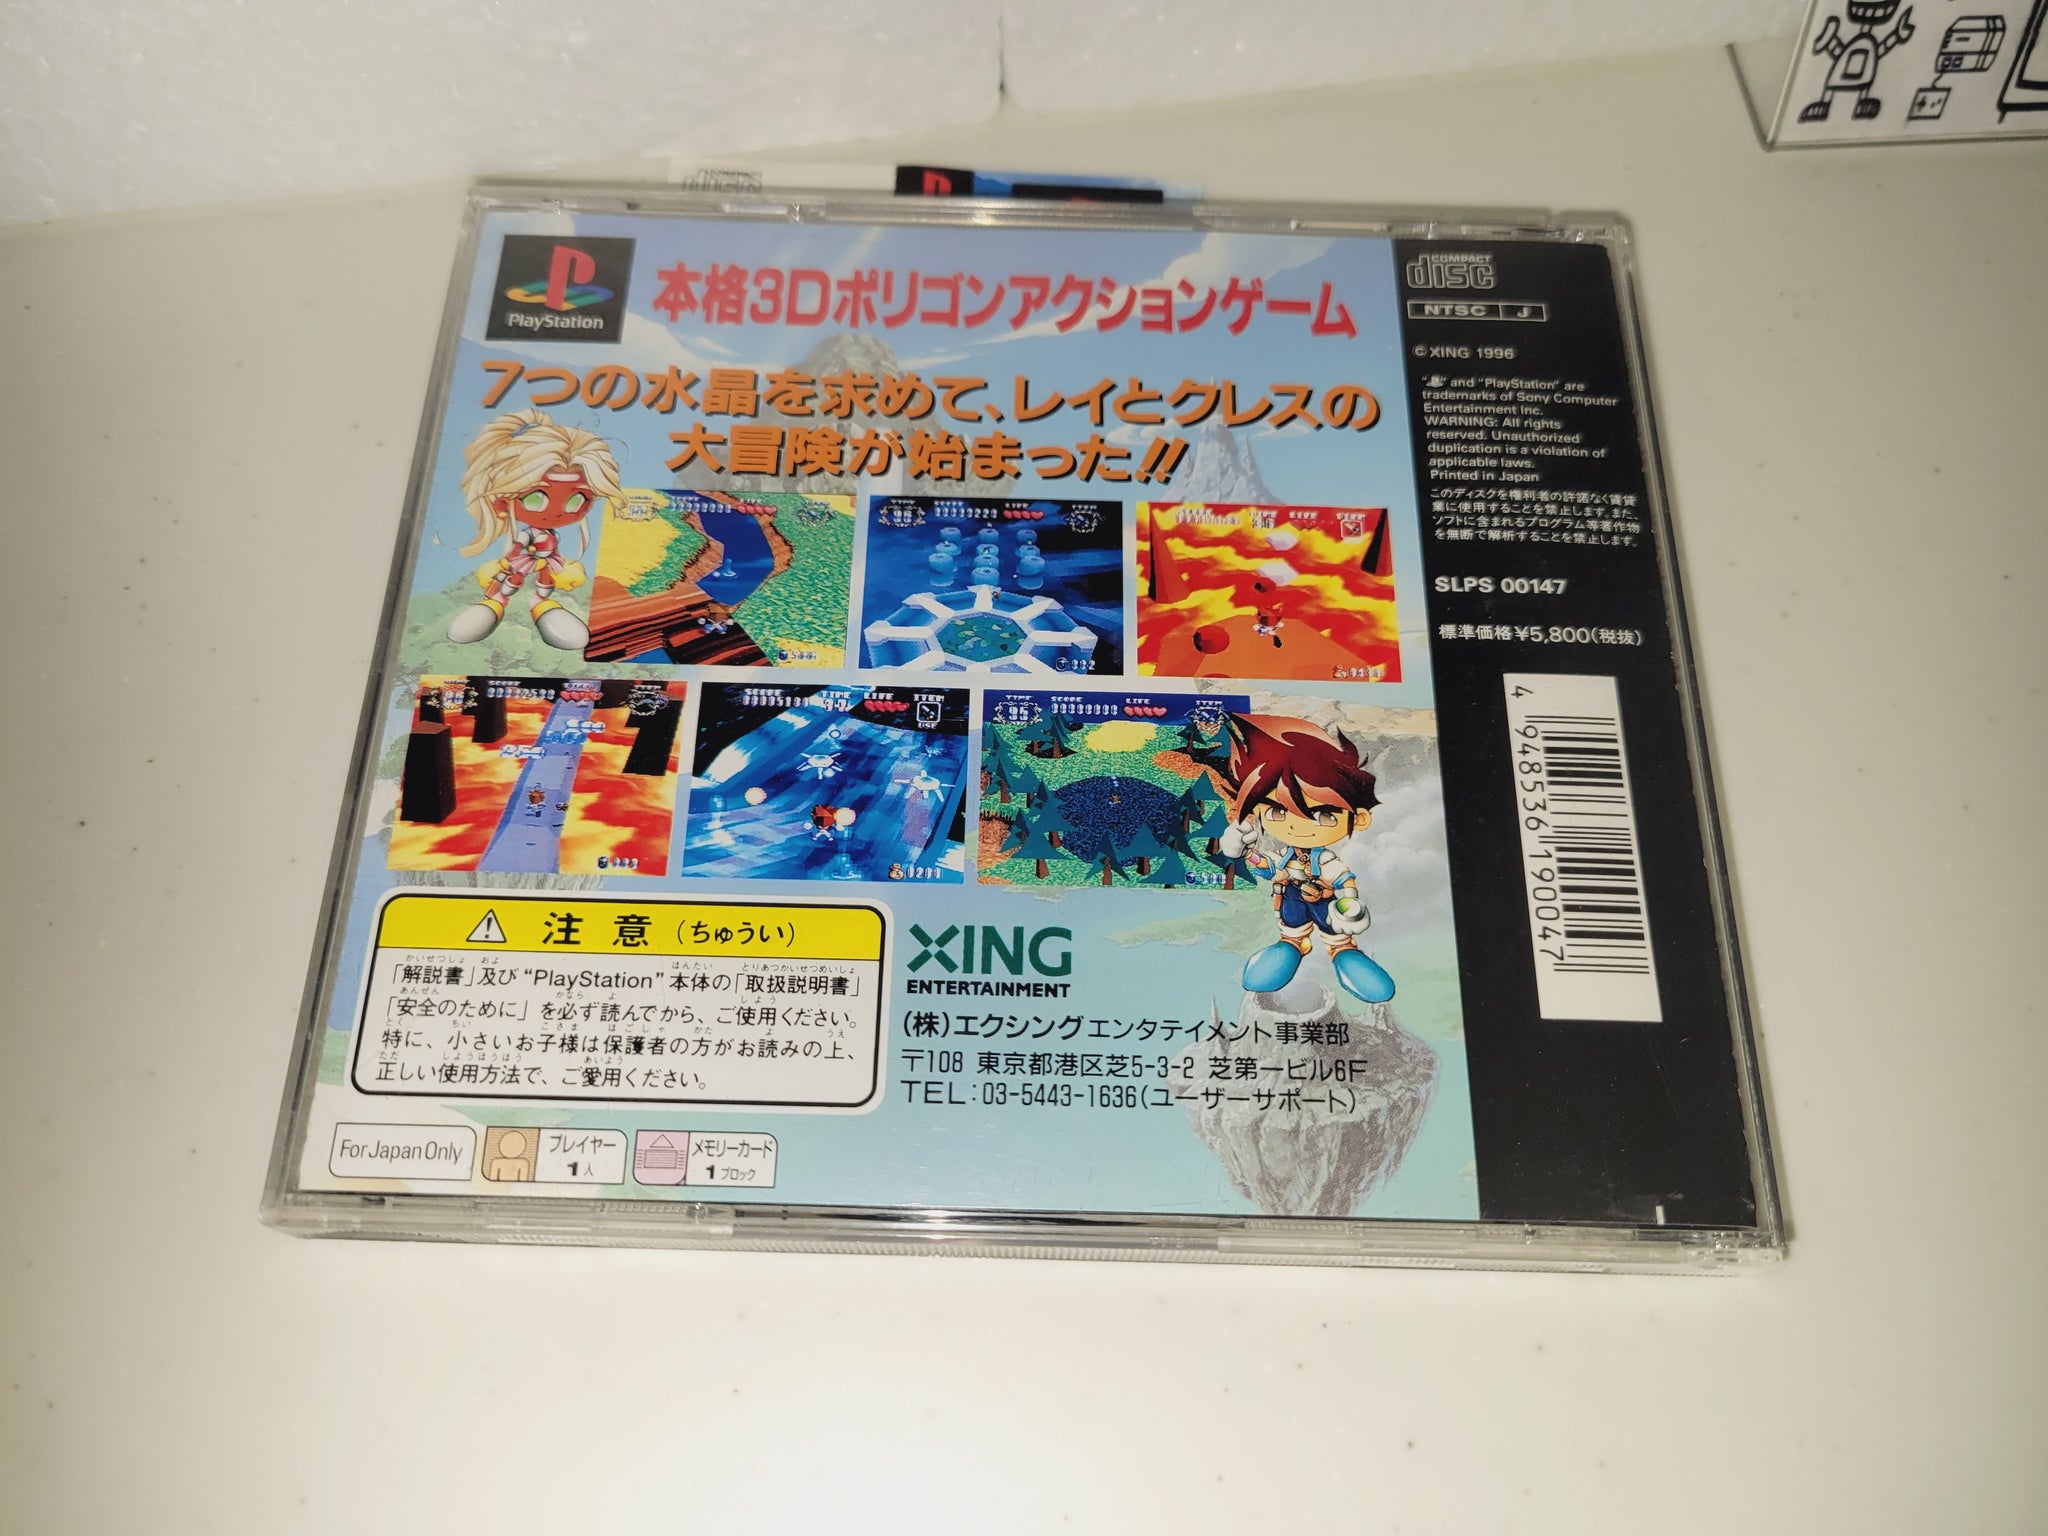 PlayStation
本格3Dポリゴンアクションゲーム
7つの水晶を求めて、レイとグレスの
大冒険が始まった!!
注意(ちゅうい)
「解説書」及び“PlayStation”本体の「取扱説明書」
「安全のために」を必ず読んでから、ご使用ください。
特に、小さいお子様は保護者の方がお読みの上、
正しい使用方法で、ご愛用ください。
For Japan Only
プレイヤー
1人
メモリーカード
1ブロック
XING
ENTERTAINMENT
(株)エクシングエンタテイメント事業部
〒108 東京都港区芝5-3-2 芝第一ビル6F
TEL:03-5443-1636(ユーザーサポート)
COMPACT
disc
NTSC J
©XING 1996
" " and "PlayStation" are
trademarks of Sony Computer
Entertainment Inc.
WARNING: All rights
reserved. Unauthorized
duplication is a violation of
applicable laws.
Printed in Japan
このディスクを権利者の許諾なく賃貸
業に使用することを禁止します。また、
ソフトに含まれるプログラム等著作物
を無断で解析することを禁止します。
SLPS 00147
標準価格¥5,800(税抜)
4 948536 190047